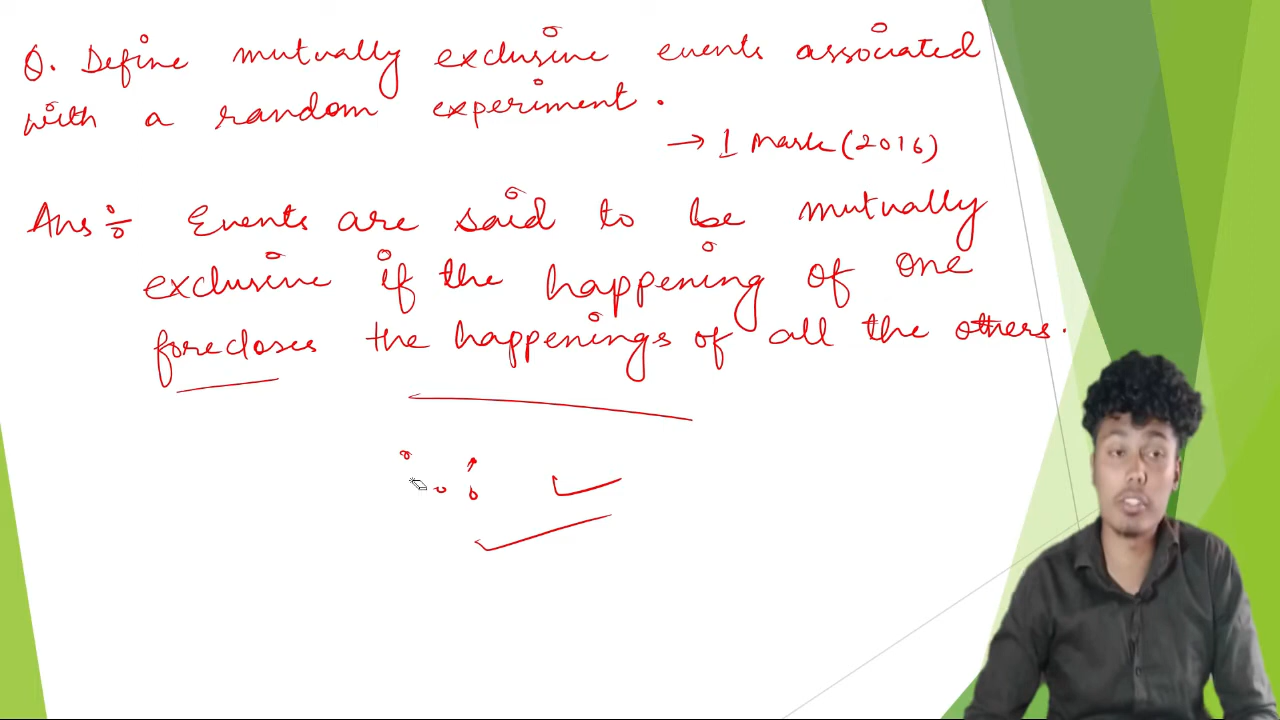 Q. Define mutually exclusive events associated
with a random experiment.
→ 1 Mark (2016)
Ans ÷ Events are said to be mutually
exclusive if the happening of one
forecloses the happenings of all the others.